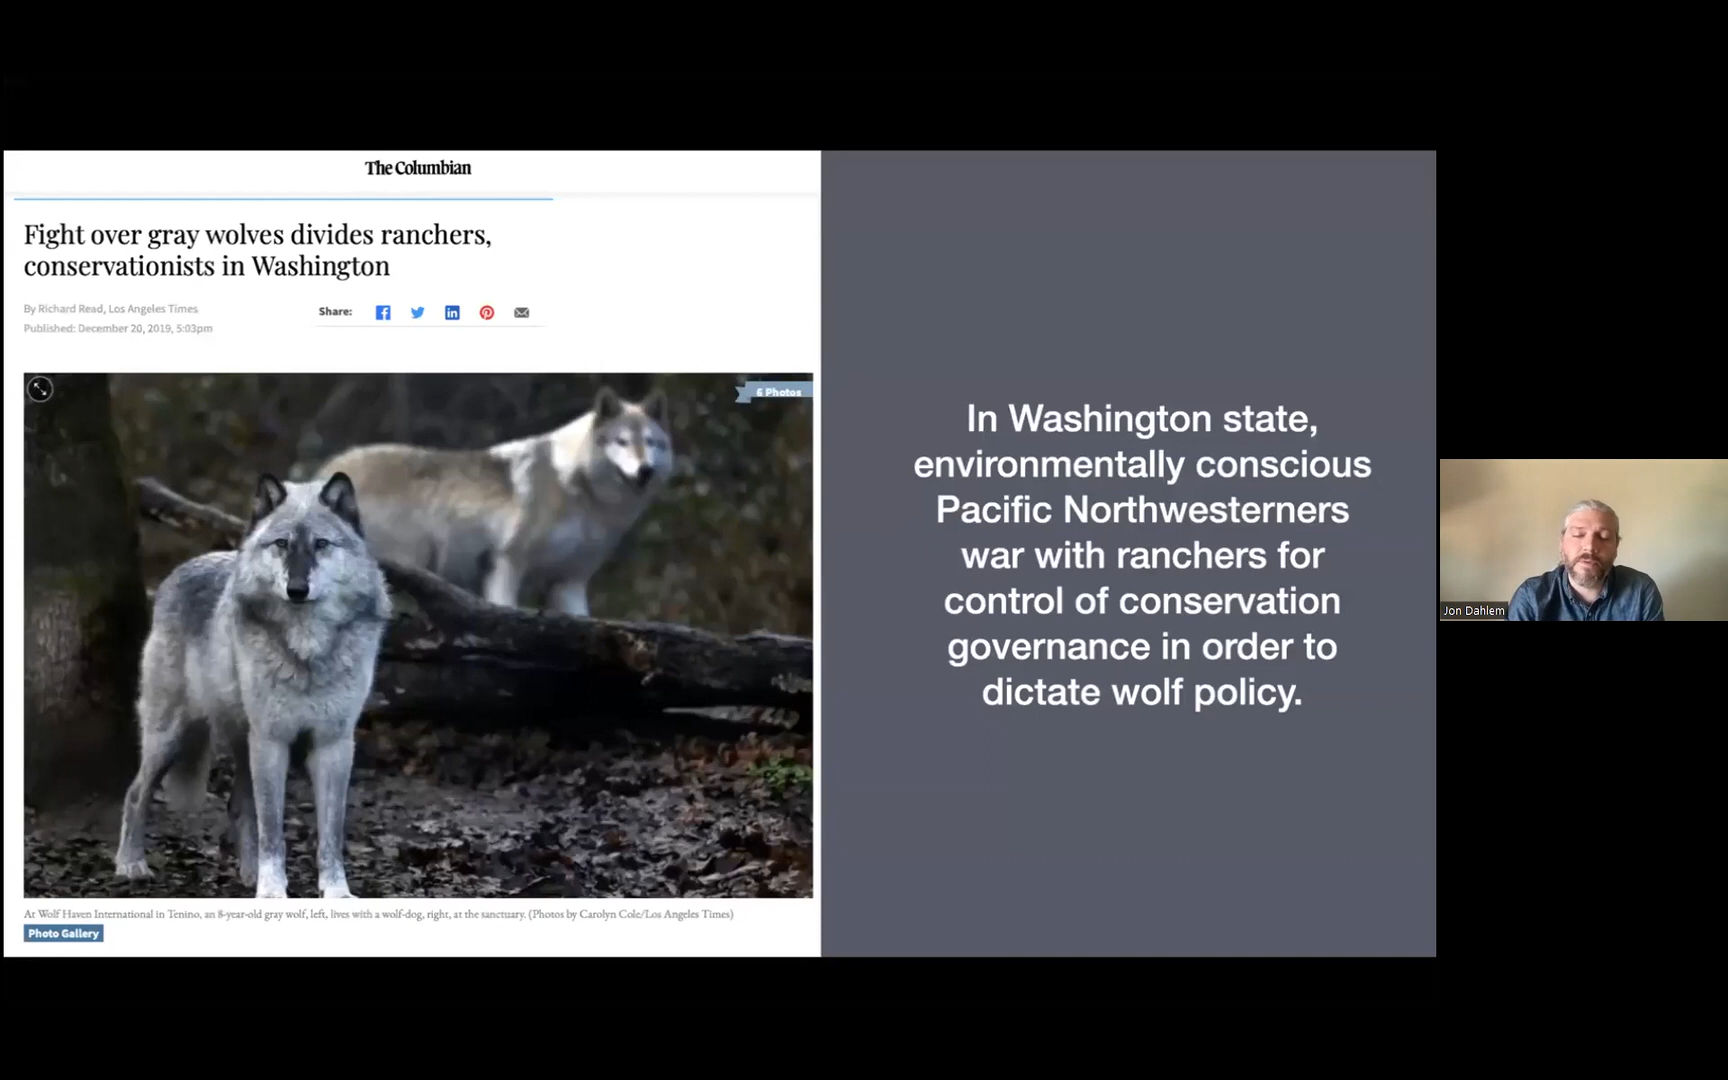 The Columbian
Fight over gray wolves divides ranchers,
conservationists in Washington
By Richard Read, Los Angeles Times
Published: December 20, 2019, 5:03pm
Share:
6 Photos
At Wolf Haven International in Tenino, an 8-year-old gray wolf, left, lives with a wolf-dog, right, at the sanctuary. (Photos by Carolyn Cole/Los Angeles Times)
Photo Gallery
In Washington state,
environmentally conscious
Pacific Northwesterners
war with ranchers for
control of conservation
governance in order to
dictate wolf policy.
Jon Dahlem